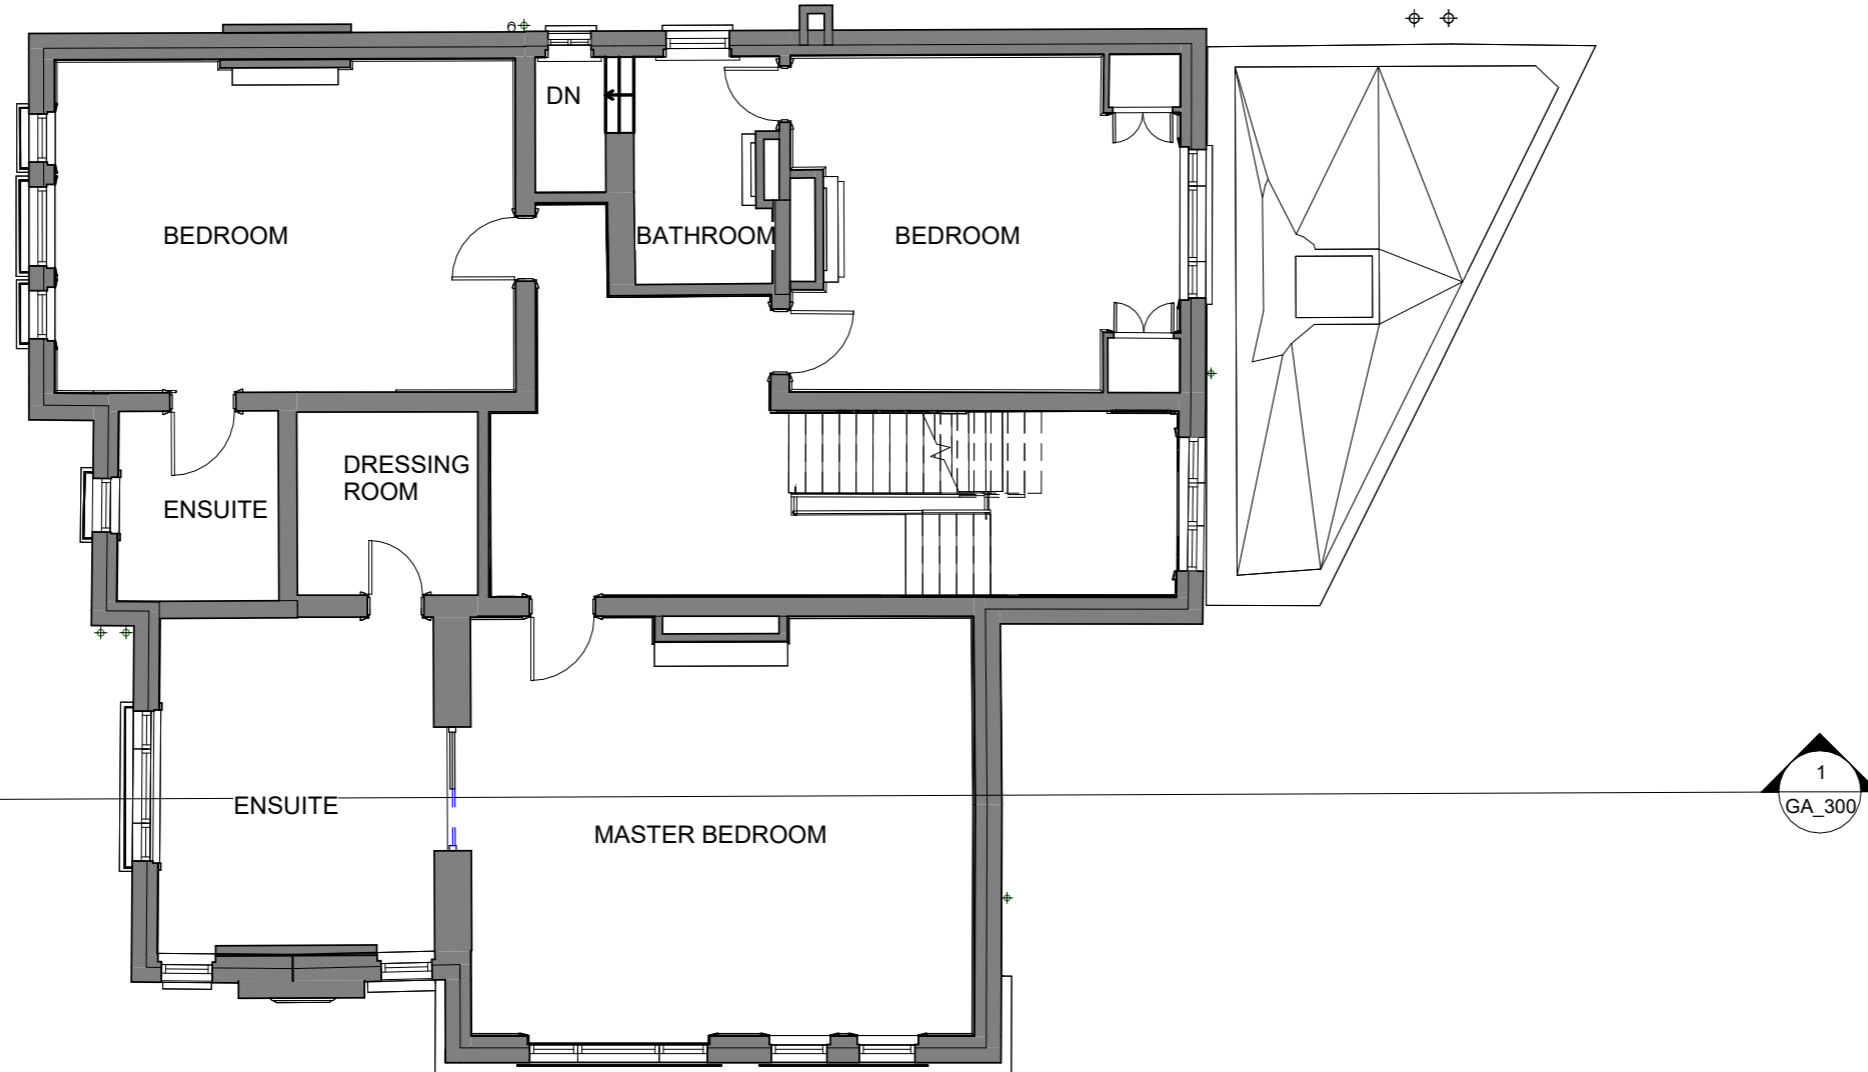 DN
BEDROOM
BATHROOM
BEDROOM
DRESSING
ROOM
ENSUITE
ENSUITE
MASTER BEDROOM
1
GA_300